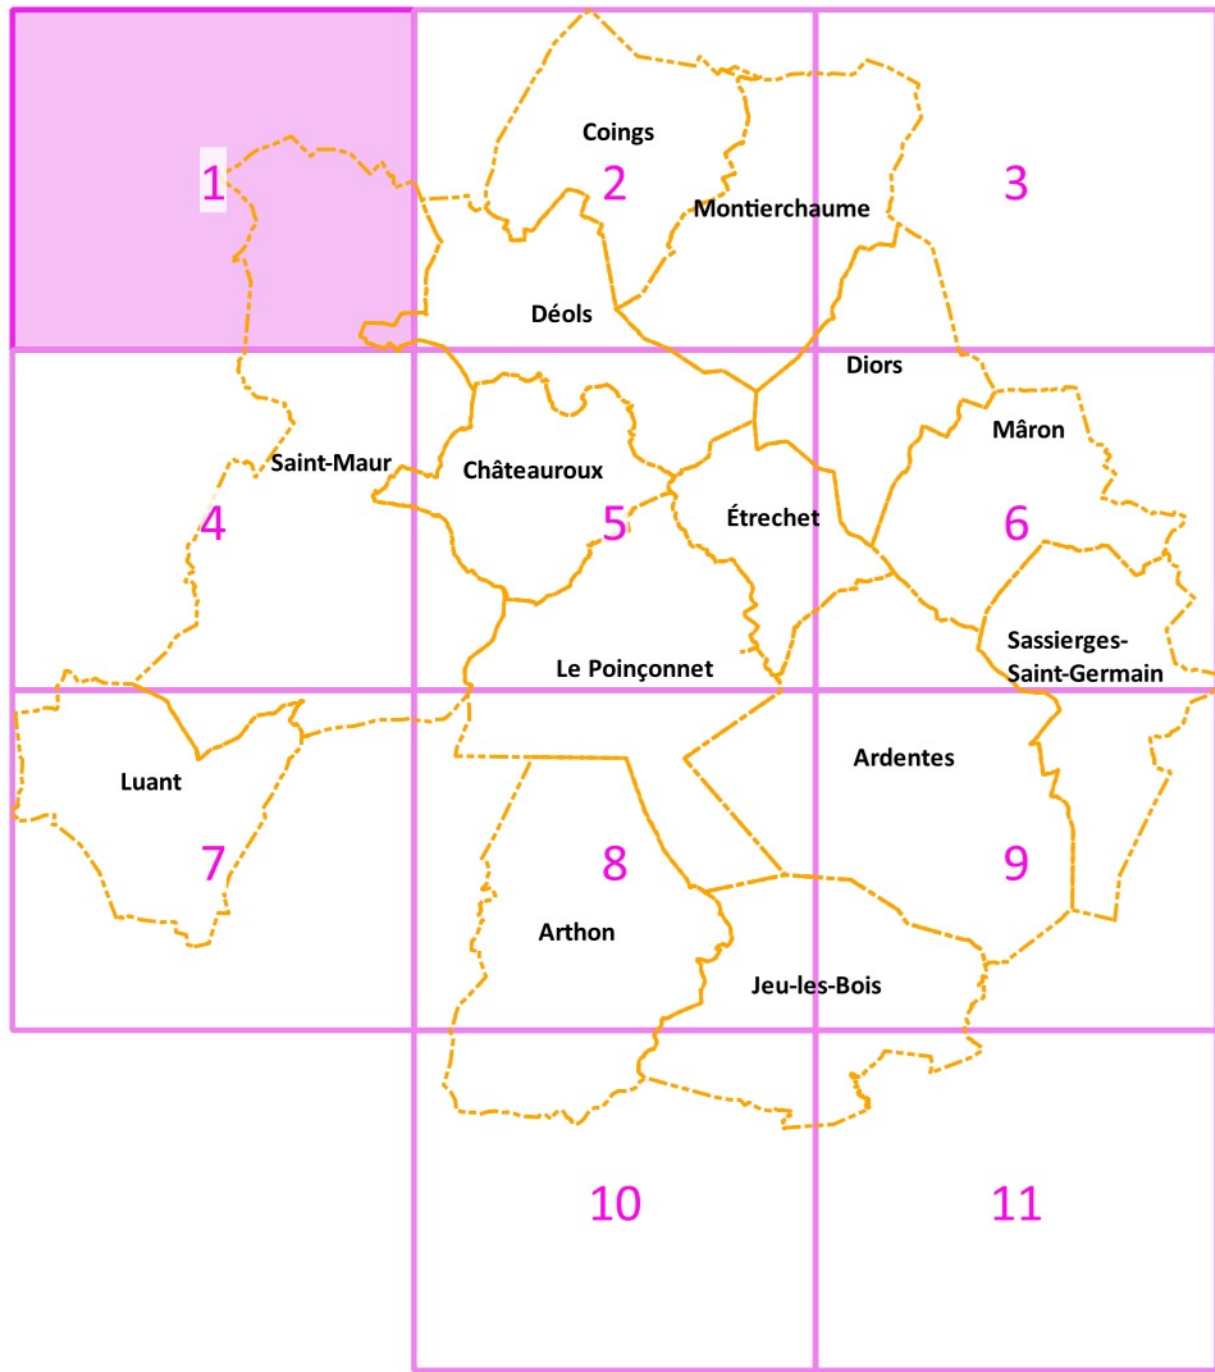 Coings
1
2
3
Montierchaume
Déols
Diors
Mâron
Saint-Maur
Châteauroux
4
5
Étrechet
6
Sassierges-
Saint-Germain
Le Poinçonnet
Ardentes
Luant
7
8
9
Arthon
Jeu-les-Bois
10
11